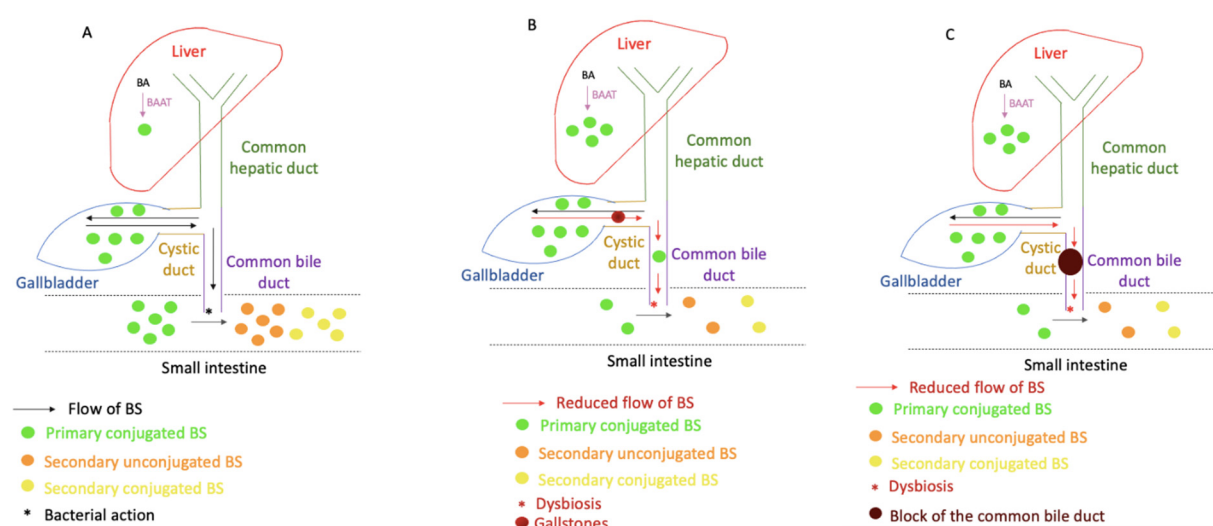 A
Liver
BA
BAAT
Common
hepatic duct
Cystic
duct
Common bile
duct
Gallbladder
*
Small intestine
Flow of BS
Primary conjugated BS
Secondary unconjugated BS
Secondary conjugated BS
* Bacterial action
B
Liver
BA
BAAT
Common
hepatic duct
Cystic
duct
Common bile
duct
Gallbladder
*
Small intestine
Reduced flow of BS
Primary conjugated BS
Secondary unconjugated BS
Secondary conjugated BS
* Dysbiosis
Gallstones
C
Liver
BA
BAAT
Common
hepatic duct
Cystic
duct
Common bile
duct
Gallbladder
*
Small intestine
Reduced flow of BS
Primary conjugated BS
Secondary unconjugated BS
Secondary conjugated BS
* Dysbiosis
Block of the common bile duct